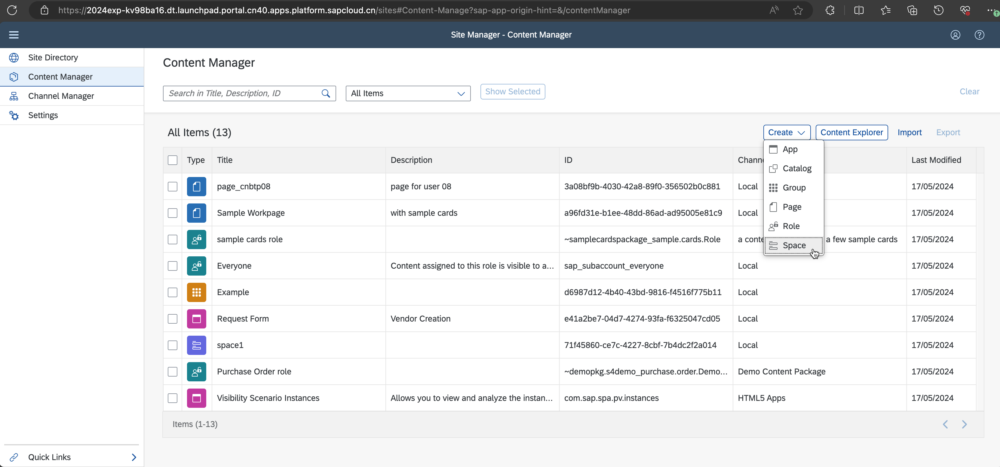 https://2024exp-kv98ba16.dt.launchpad.portal.cn40.apps.platform.sapcloud.cn/sites#Content-Manage?sap-app-origin-hint=&/contentManager
Site Manager - Content Manager
Site Directory
Content Manager
Channel Manager
Settings
Quick Links
Content Manager
Search in Title, Description, ID
All Items
Show Selected
Clear
All Items (13)
Create
Content Explorer
Import
Export
App
Catalog
Group
Page
Role
Space
Type Title Description ID Chann Last Modified
page_cnbtp08 page for user 08 3a08bf9b-4030-42a8-89f0-356502b0c881 Local 17/05/2024
Sample Workpage with sample cards a96fd31e-b1ee-48dd-86ad-ad95005e81c9 Local 17/05/2024
sample cards role ~samplecardspackage_sample.cards.Role a conte a few sample cards 17/05/2024
Everyone Content assigned to this role is visible to a... sap_subaccount_everyone Local 17/05/2024
Example d6987d12-4b40-43bd-9816-f4516f775b11 Local 17/05/2024
Request Form Vendor Creation e41a2be7-04d7-4274-93fa-f6325047cd05 Local 17/05/2024
space1 71f45860-ce7c-4227-8cbf-7b4dc2f2a014 Local 17/05/2024
Purchase Order role ~demopkg.s4demo_purchase.order.Demo... Demo Content Package 17/05/2024
Visibility Scenario Instances Allows you to view and analyze the instan... com.sap.spa.pv.instances HTML5 Apps 17/05/2024
Items (1-13)